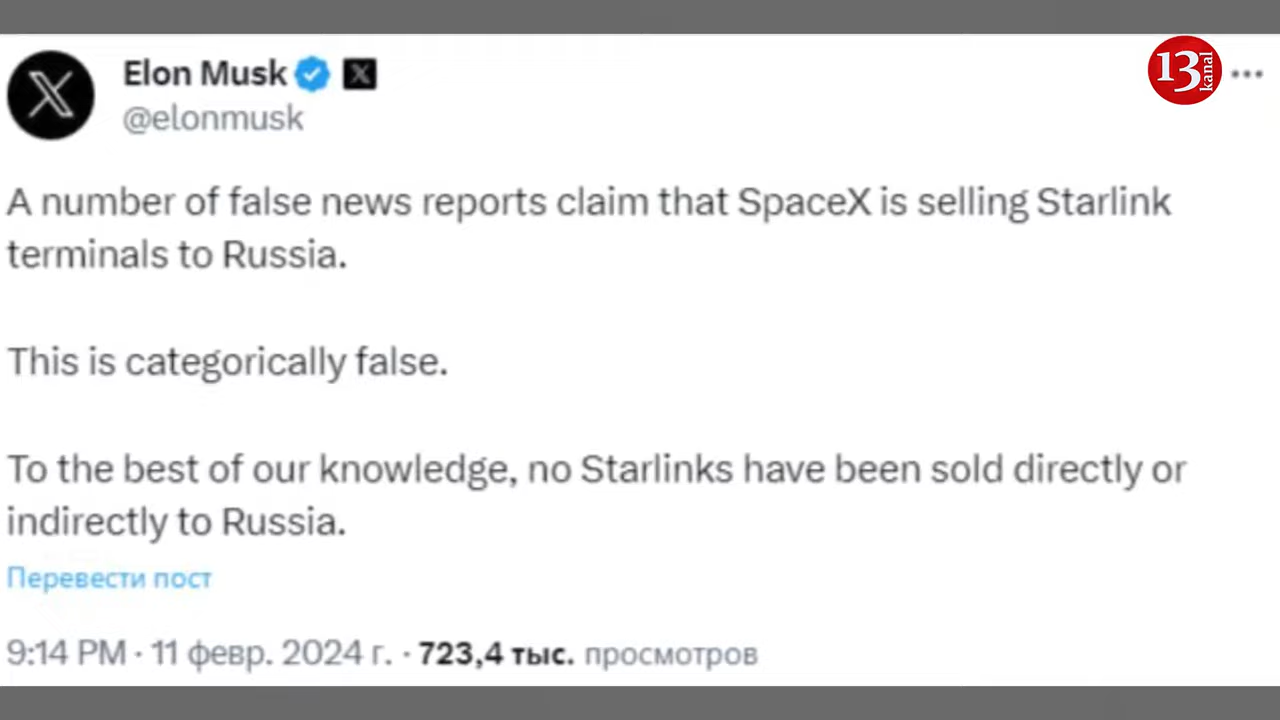 Elon Musk
@elonmusk
13 kanal
A number of false news reports claim that SpaceX is selling Starlink
terminals to Russia.
This is categorically false.
To the best of our knowledge, no Starlinks have been sold directly or
indirectly to Russia.
Перевести пост
9:14 PM · 11 февр. 2024 г. · 723,4 тыс. просмотров